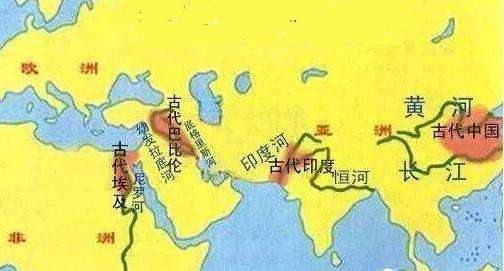 欧洲
亚洲
非洲
古代巴比伦
幼发拉底河
底格里斯河
古代埃及
尼罗河
印度河
古代印度
恒河
黄河
古代中国
长江